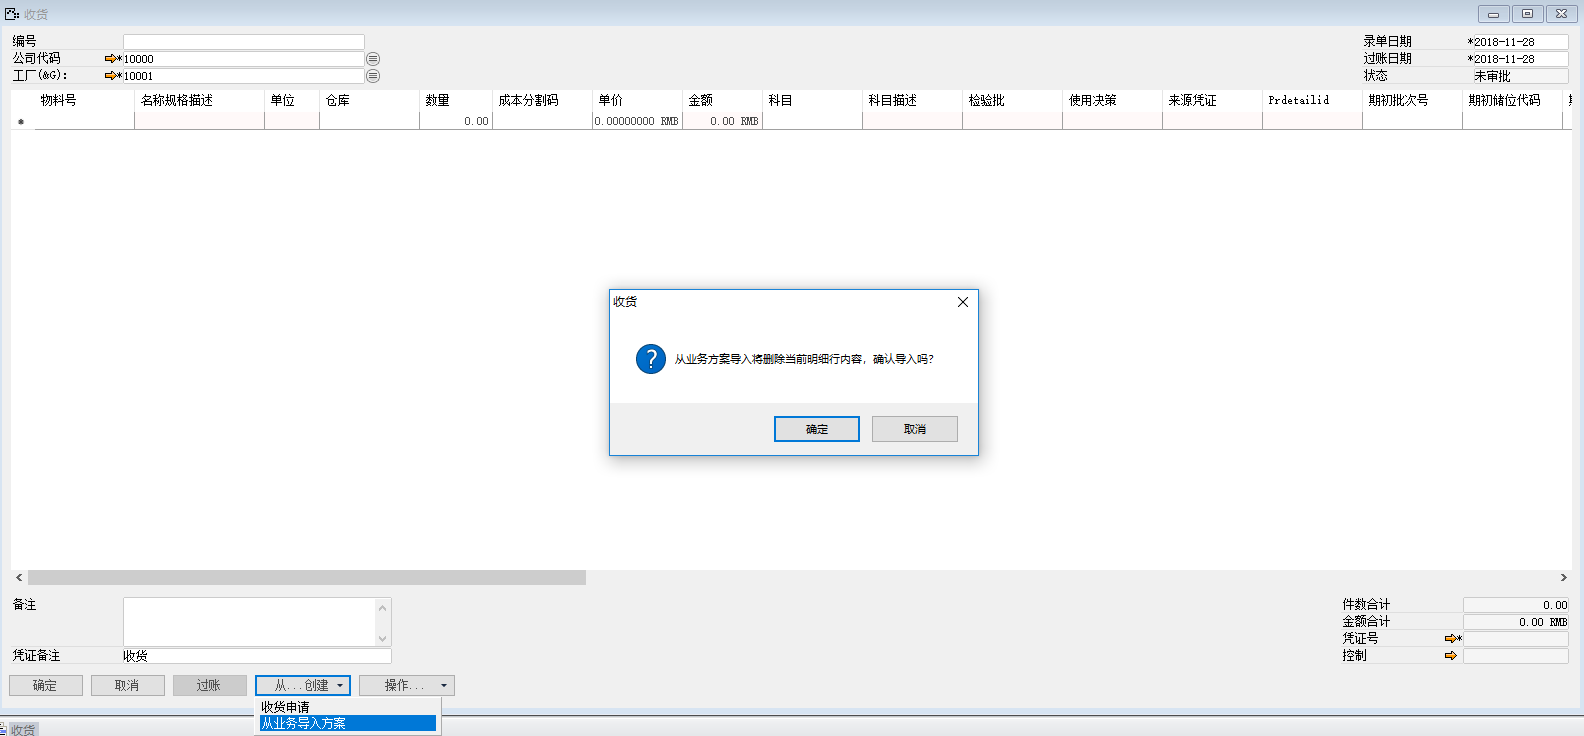 收货
编号
公司代码 *10000
工厂(&G): *10001
录单日期 *2018-11-28
过账日期 *2018-11-28
状态 未审批
物料号 名称规格描述 单位 仓库 数量 成本分割码 单价 金额 科目 科目描述 检验批 使用决策 来源凭证 Prdetailid 期初批次号 期初储位代码
* 0.00 0.00000000 RMB 0.00 RMB
收货
从业务方案导入将删除当前明细行内容，确认导入吗？
确定 取消
备注
凭证备注 收货
件数合计 0.00
金额合计 0.00 RMB
凭证号 *
控制
确定 取消 过账 从...创建 操作...
收货申请
从业务导入方案
收货